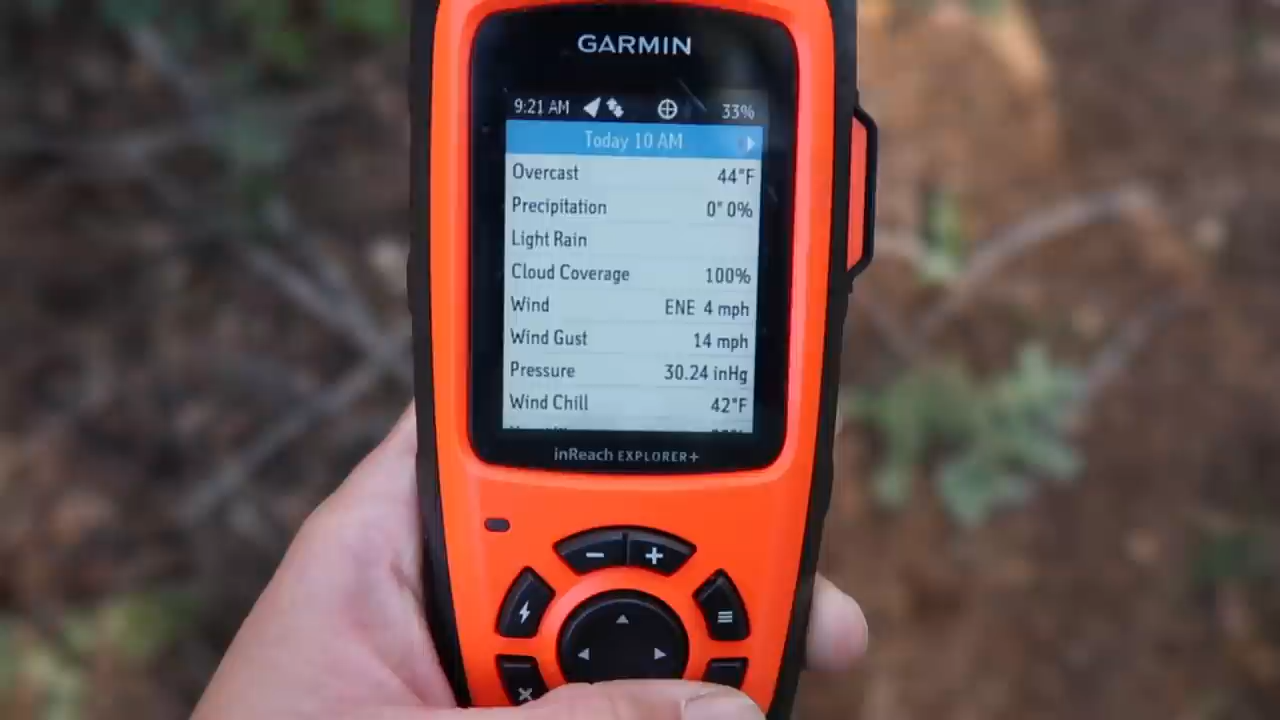 GARMIN
9:21 AM 33%
Today 10 AM
Overcast 44°F
Precipitation 0" 0%
Light Rain
Cloud Coverage 100%
Wind ENE 4 mph
Wind Gust 14 mph
Pressure 30.24 inHg
Wind Chill 42°F
inReach EXPLORER+
− +